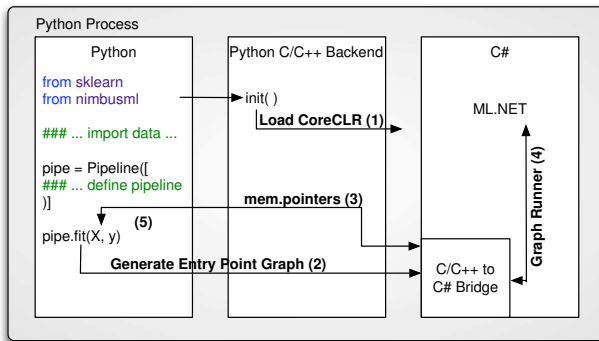 Python Process
Python
from sklearn
from nimbusml
### ... import data ...
pipe = Pipeline([
### ... define pipeline
)]
pipe.fit(X, y)
Python C/C++ Backend
init( )
Load CoreCLR (1)
mem.pointers (3)
(5)
Generate Entry Point Graph (2)
C#
ML.NET
Graph Runner (4)
C/C++ to
C# Bridge